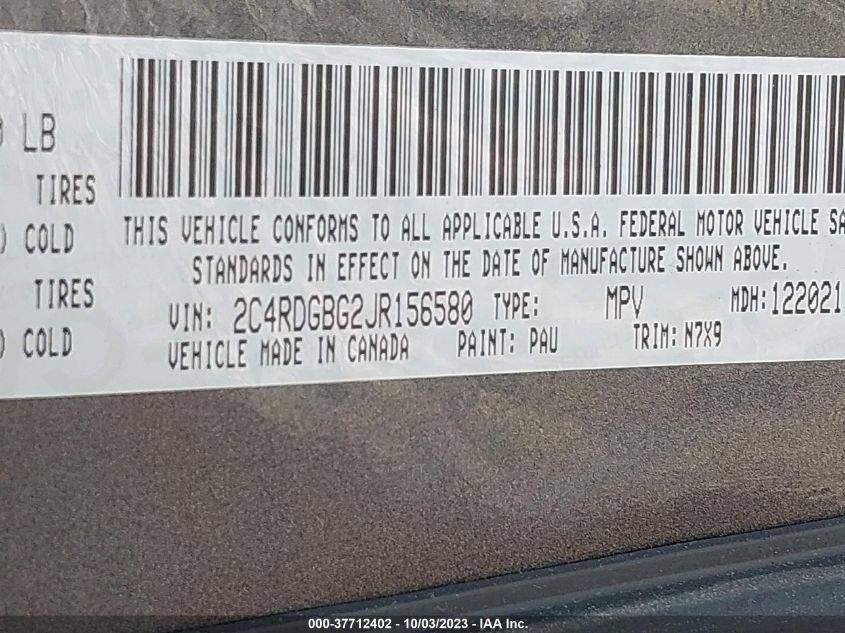 LB
TIRES
COLD
TIRES
COLD
THIS VEHICLE CONFORMS TO ALL APPLICABLE U.S.A. FEDERAL MOTOR VEHICLE SA
STANDARDS IN EFFECT ON THE DATE OF MANUFACTURE SHOWN ABOVE.
VIN: 2C4RDGBG2JR156580 TYPE: MPV MDH:122021
VEHICLE MADE IN CANADA PAINT: PAU TRIM: N7X9
000-37712402 - 10/03/2023 - IAA Inc.